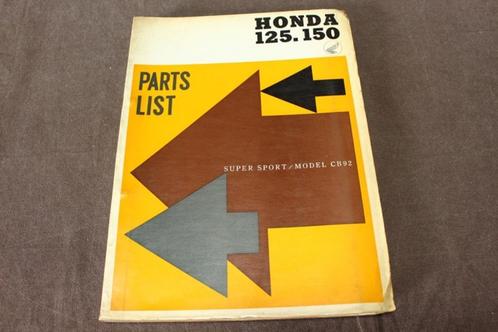 HONDA
125.150
PARTS
LIST
SUPER SPORT/MODEL CB92